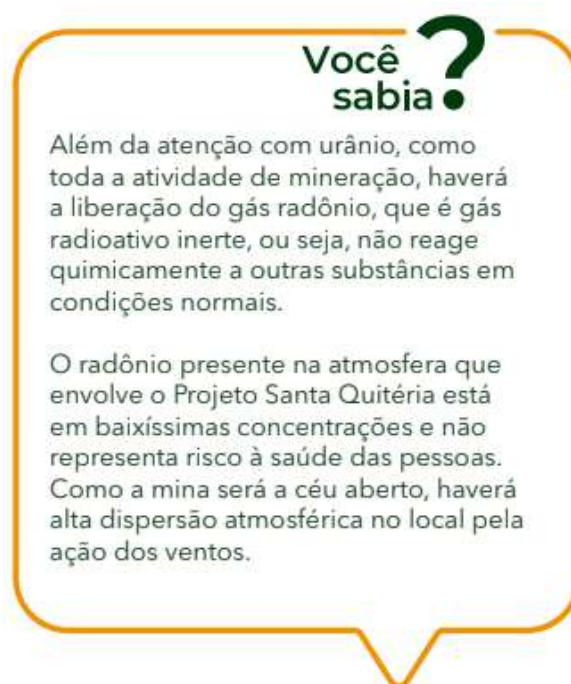 Você
sabia ?
Além da atenção com urânio, como
toda a atividade de mineração, haverá
a liberação do gás radônio, que é gás
radioativo inerte, ou seja, não reage
quimicamente a outras substâncias em
condições normais.
O radônio presente na atmosfera que
envolve o Projeto Santa Quitéria está
em baixíssimas concentrações e não
representa risco à saúde das pessoas.
Como a mina será a céu aberto, haverá
alta dispersão atmosférica no local pela
ação dos ventos.